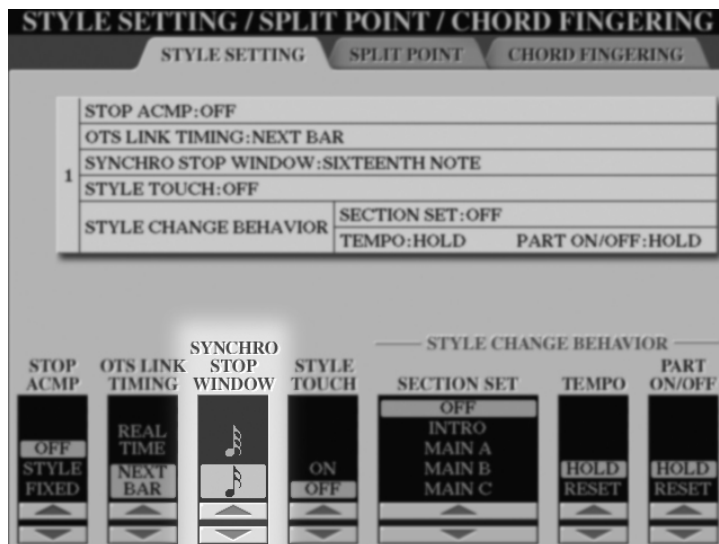 STYLE SETTING / SPLIT POINT / CHORD FINGERING
STYLE SETTING
SPLIT POINT
CHORD FINGERING
1
STOP ACMP:OFF
OTS LINK TIMING:NEXT BAR
SYNCHRO STOP WINDOW:SIXTEENTH NOTE
STYLE TOUCH:OFF
STYLE CHANGE BEHAVIOR
SECTION SET:OFF
TEMPO:HOLD PART ON/OFF:HOLD
STOP
ACMP
OFF
STYLE
FIXED
OTS LINK
TIMING
REAL
TIME
NEXT
BAR
SYNCHRO
STOP
WINDOW
STYLE
TOUCH
ON
OFF
STYLE CHANGE BEHAVIOR
SECTION SET
OFF
INTRO
MAIN A
MAIN B
MAIN C
TEMPO
HOLD
RESET
PART
ON/OFF
HOLD
RESET